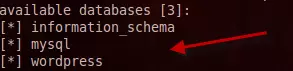 available databases [3]:
[*] information_schema
[*] mysql
[*] wordpress